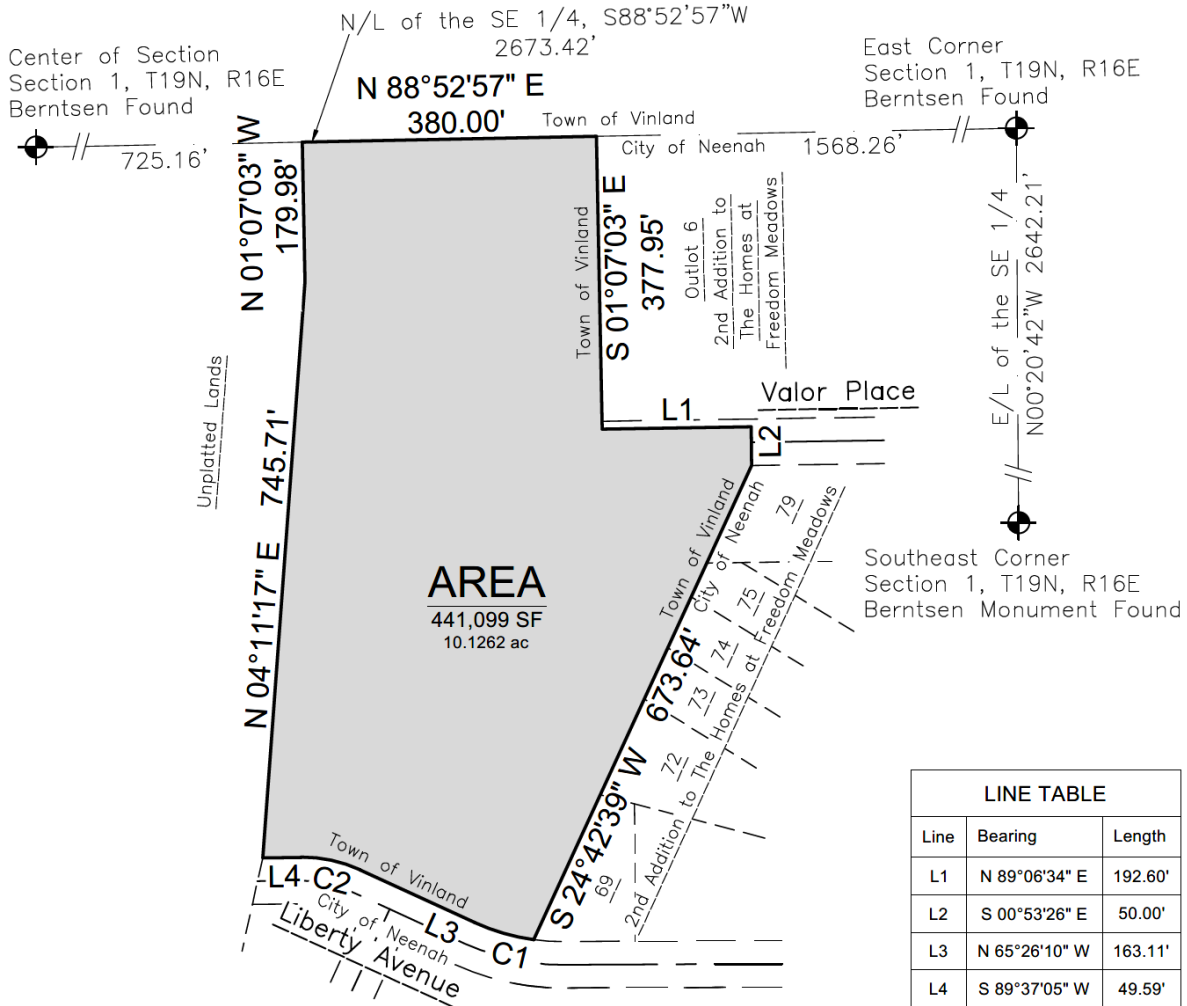 N/L of the SE 1/4, S88°52'57"W
2673.42'
Center of Section
Section 1, T19N, R16E
Berntsen Found
East Corner
Section 1, T19N, R16E
Berntsen Found
N 88°52'57" E
380.00'
Town of Vinland
City of Neenah
725.16'
1568.26'
N 01°07'03" W
179.98'
Town of Vinland
S 01°07'03" E
377.95'
Outlot 6
2nd Addition to
The Homes at
Freedom Meadows
E/L of the SE 1/4
N00°20'42"W 2642.21'
Unplatted Lands
N 04°11'17" E 745.71'
L1
Valor Place
L2
Town of Vinland
City of Neenah
79
75
74
73
72
69
2nd Addition to The Homes at Freedom Meadows
S 24°42'39" W 673.64'
Southeast Corner
Section 1, T19N, R16E
Berntsen Monument Found
AREA
441,099 SF
10.1262 ac
Town of Vinland
L4
C2
L3
C1
City of Neenah
Liberty Avenue
LINE TABLE
Line Bearing Length
L1 N 89°06'34" E 192.60'
L2 S 00°53'26" E 50.00'
L3 N 65°26'10" W 163.11'
L4 S 89°37'05" W 49.59'